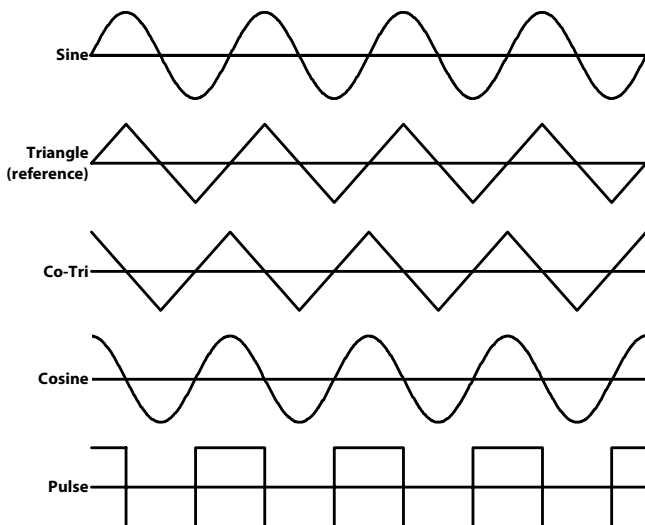 Sine
Triangle
(reference)
Co-Tri
Cosine
Pulse